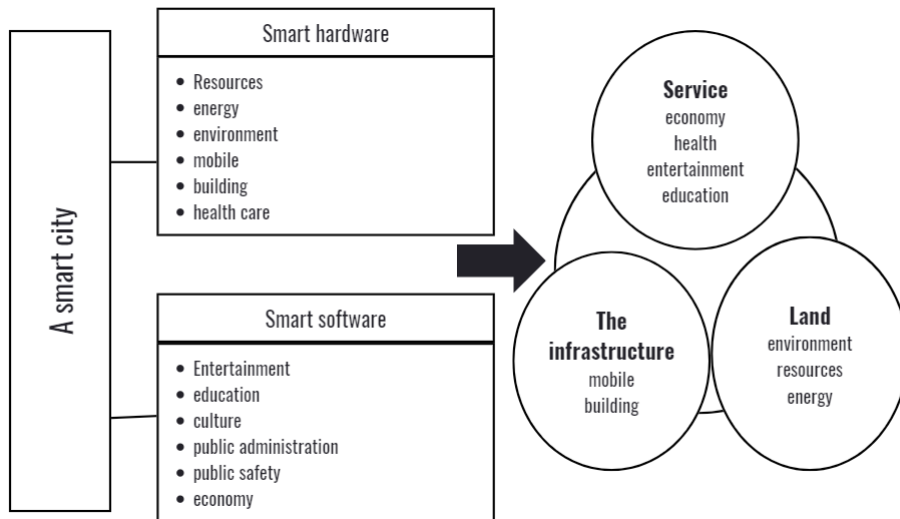 A smart city
Smart hardware
Resources
energy
environment
mobile
building
health care
Smart software
Entertainment
education
culture
public administration
public safety
economy
Service
economy
health
entertainment
education
The
infrastructure
mobile
building
Land
environment
resources
energy